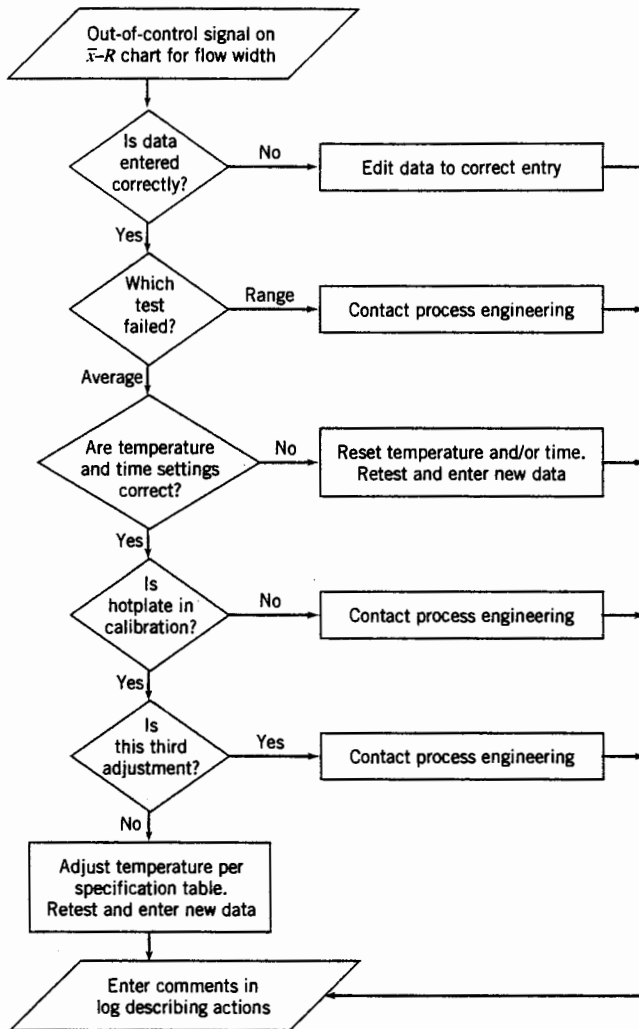 Out-of-control signal on
x̄–R chart for flow width
Is data
entered
correctly?
No
Edit data to correct entry
Yes
Which
test
failed?
Range
Contact process engineering
Average
Are temperature
and time settings
correct?
No
Reset temperature and/or time.
Retest and enter new data
Yes
Is
hotplate in
calibration?
No
Contact process engineering
Yes
Is
this third
adjustment?
Yes
Contact process engineering
No
Adjust temperature per
specification table.
Retest and enter new data
Enter comments in
log describing actions